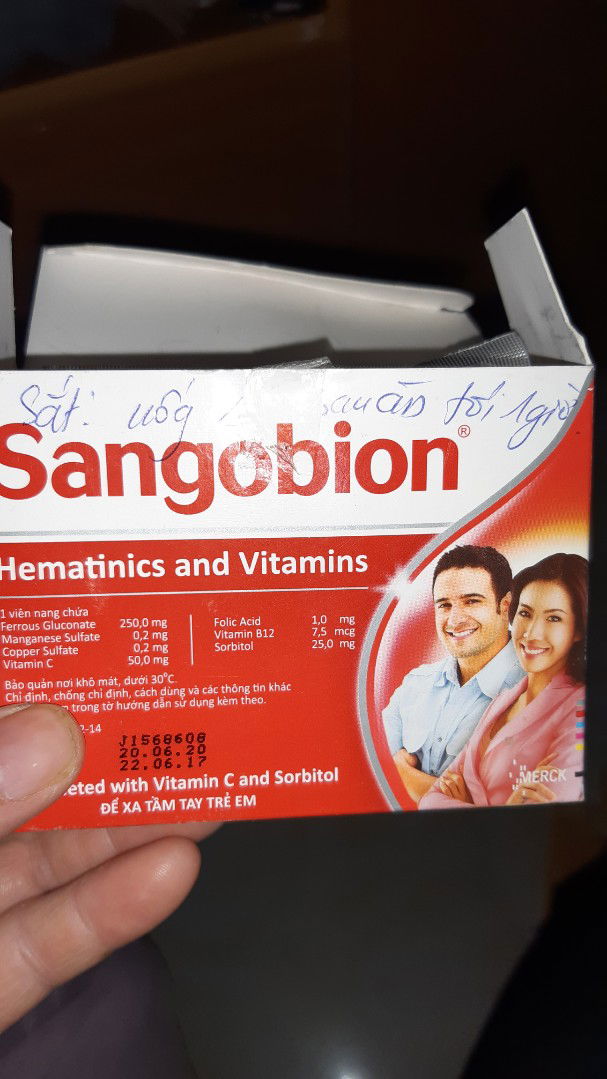 Sắt: uốg sau ăn tối 1 giờ
Sangobion®
Hematinics and Vitamins
1 viên nang chứa
Ferrous Gluconate 250,0 mg
Manganese Sulfate 0,2 mg
Copper Sulfate 0,2 mg
Vitamin C 50,0 mg
Folic Acid 1,0 mg
Vitamin B12 7,5 mcg
Sorbitol 25,0 mg
Bảo quản nơi khô mát, dưới 30°C.
Chỉ định, chống chỉ định, cách dùng và các thông tin khác
trong tờ hướng dẫn sử dụng kèm theo.
-14
J1568608
20.06.20
22.06.17
with Vitamin C and Sorbitol
ĐỂ XA TẦM TAY TRẺ EM
MERCK